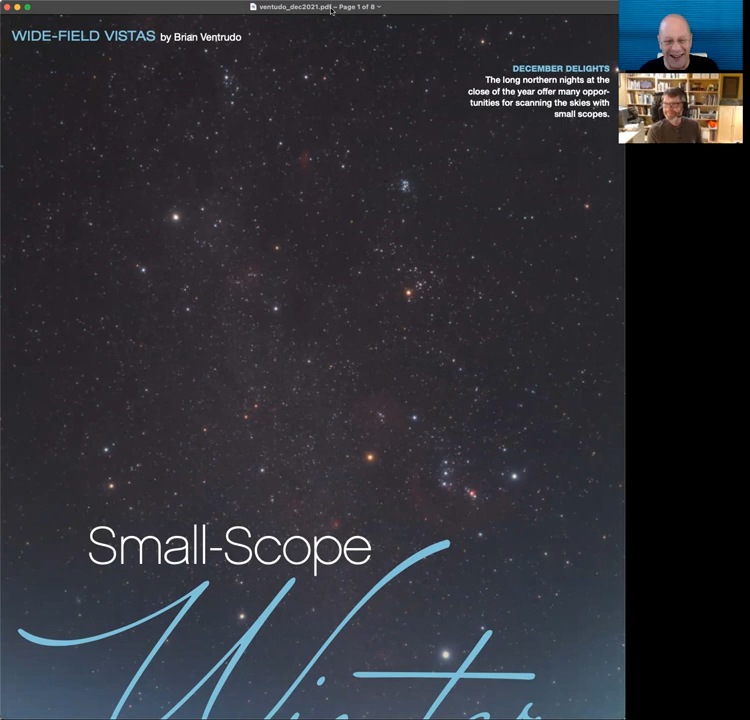 ventudo_dec2021.pdf – Page 1 of 8
WIDE-FIELD VISTAS by Brian Ventrudo
DECEMBER DELIGHTS
The long northern nights at the
close of the year offer many oppor-
tunities for scanning the skies with
small scopes.
Small-Scope
Winter